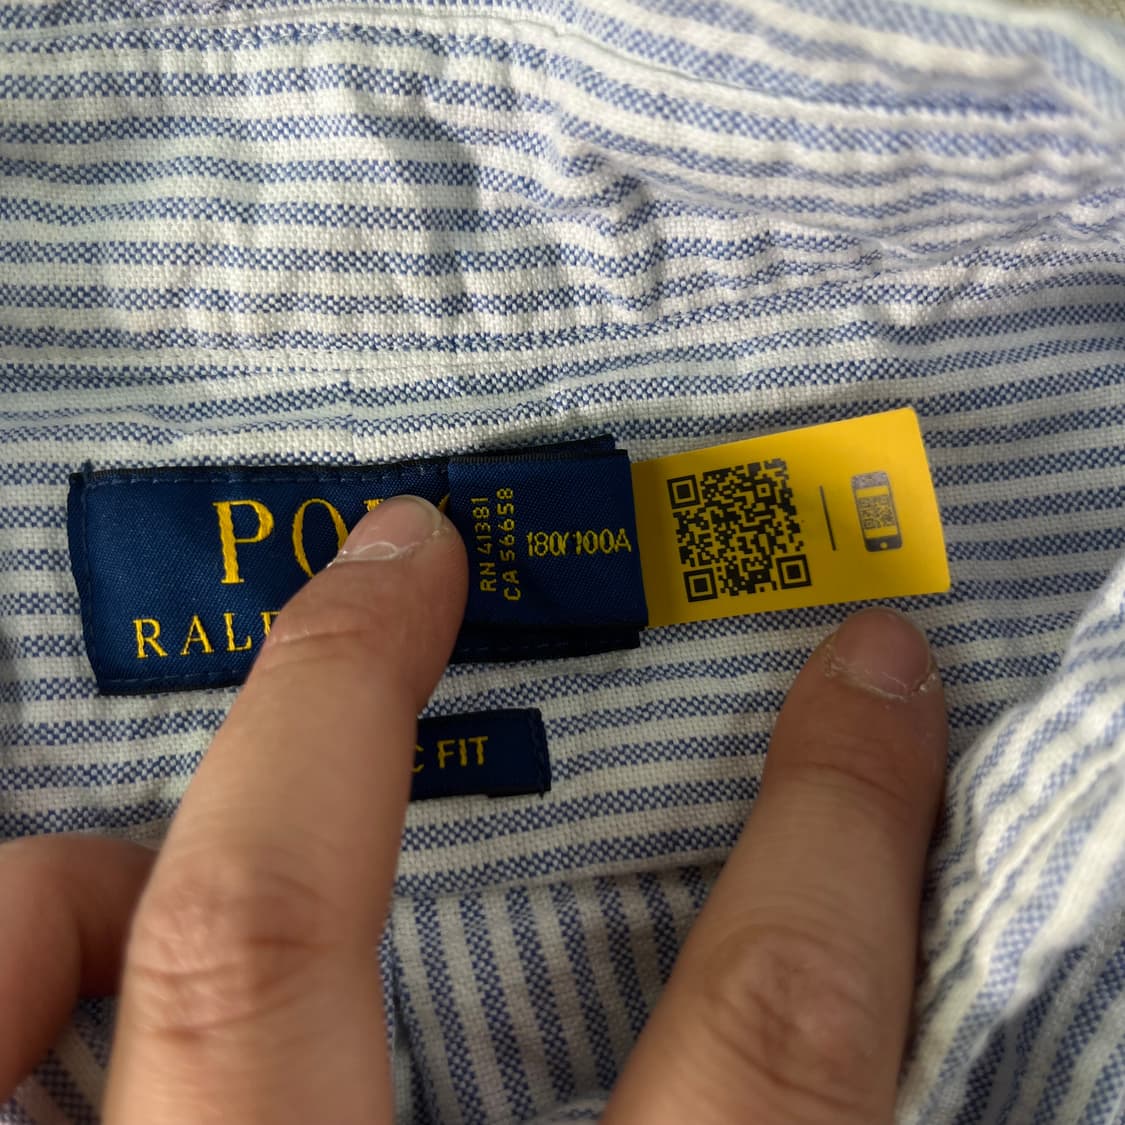 PO
RAL
RN 41381
CA 56658
180/100A
C FIT